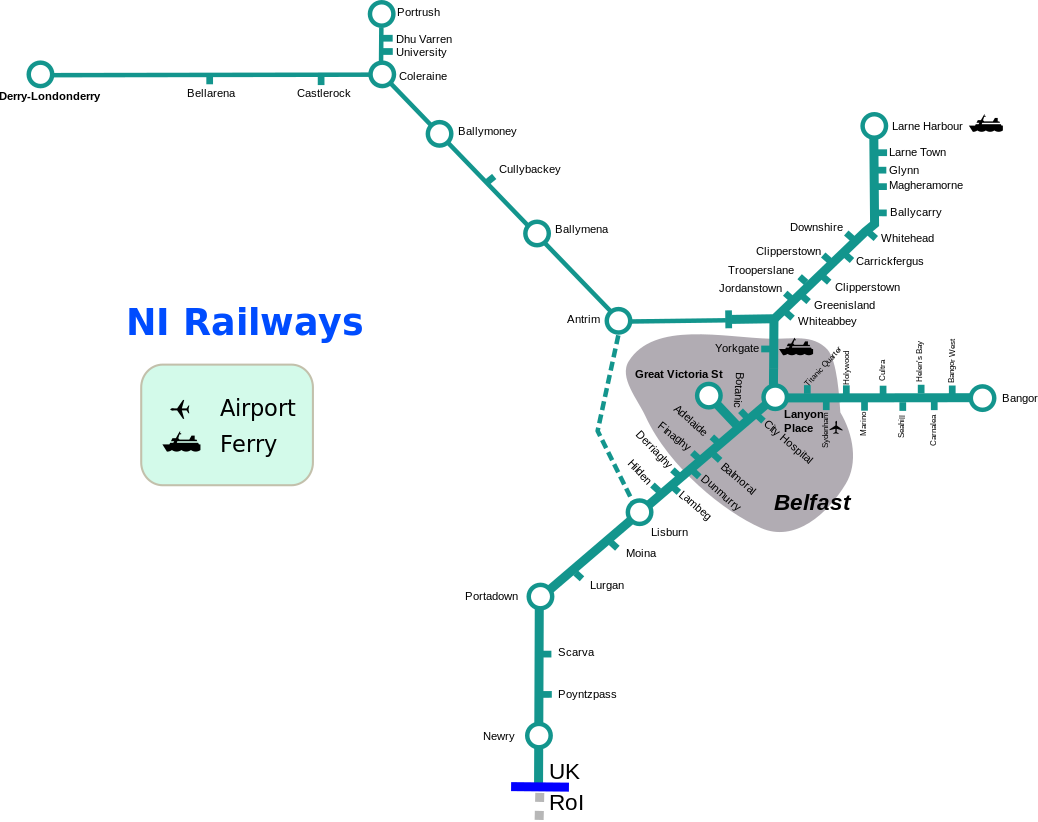 Portrush
Dhu Varren
University
Coleraine
Derry-Londonderry
Bellarena
Castlerock
Ballymoney
Cullybackey
Ballymena
Antrim
Larne Harbour
Larne Town
Glynn
Magheramorne
Ballycarry
Downshire
Whitehead
Clipperstown
Carrickfergus
Trooperslane
Clipperstown
Jordanstown
Greenisland
Whiteabbey
NI Railways
Airport
Ferry
Yorkgate
Great Victoria St
Botanic
Titanic Quarter
Holywood
Cultra
Helen's Bay
Bangor West
Bangor
Lanyon
Place
Sydenham
Marino
Seahill
Carnalea
City Hospital
Adelaide
Finaghy
Derriaghy
Hilden
Balmoral
Dunmurry
Lambeg
Belfast
Lisburn
Moina
Lurgan
Portadown
Scarva
Poyntzpass
Newry
UK
RoI